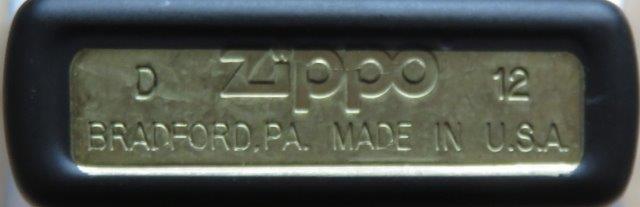 D Zippo 12
BRADFORD, PA. MADE IN U.S.A.